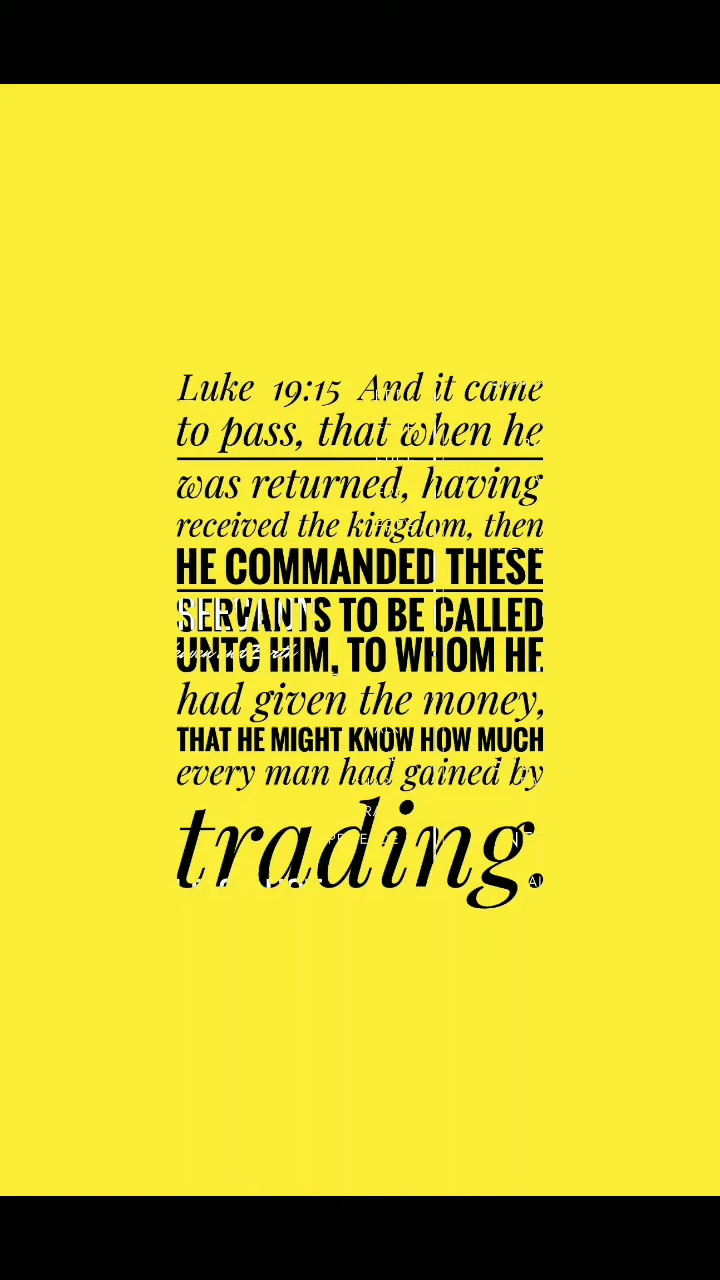 Luke 19:15 And it came
to pass, that when he
was returned, having
received the kingdom, then
HE COMMANDED THESE
SERVANTS TO BE CALLED
UNTO HIM, TO WHOM HE
had given the money,
THAT HE MIGHT KNOW HOW MUCH
every man had gained by
trading.